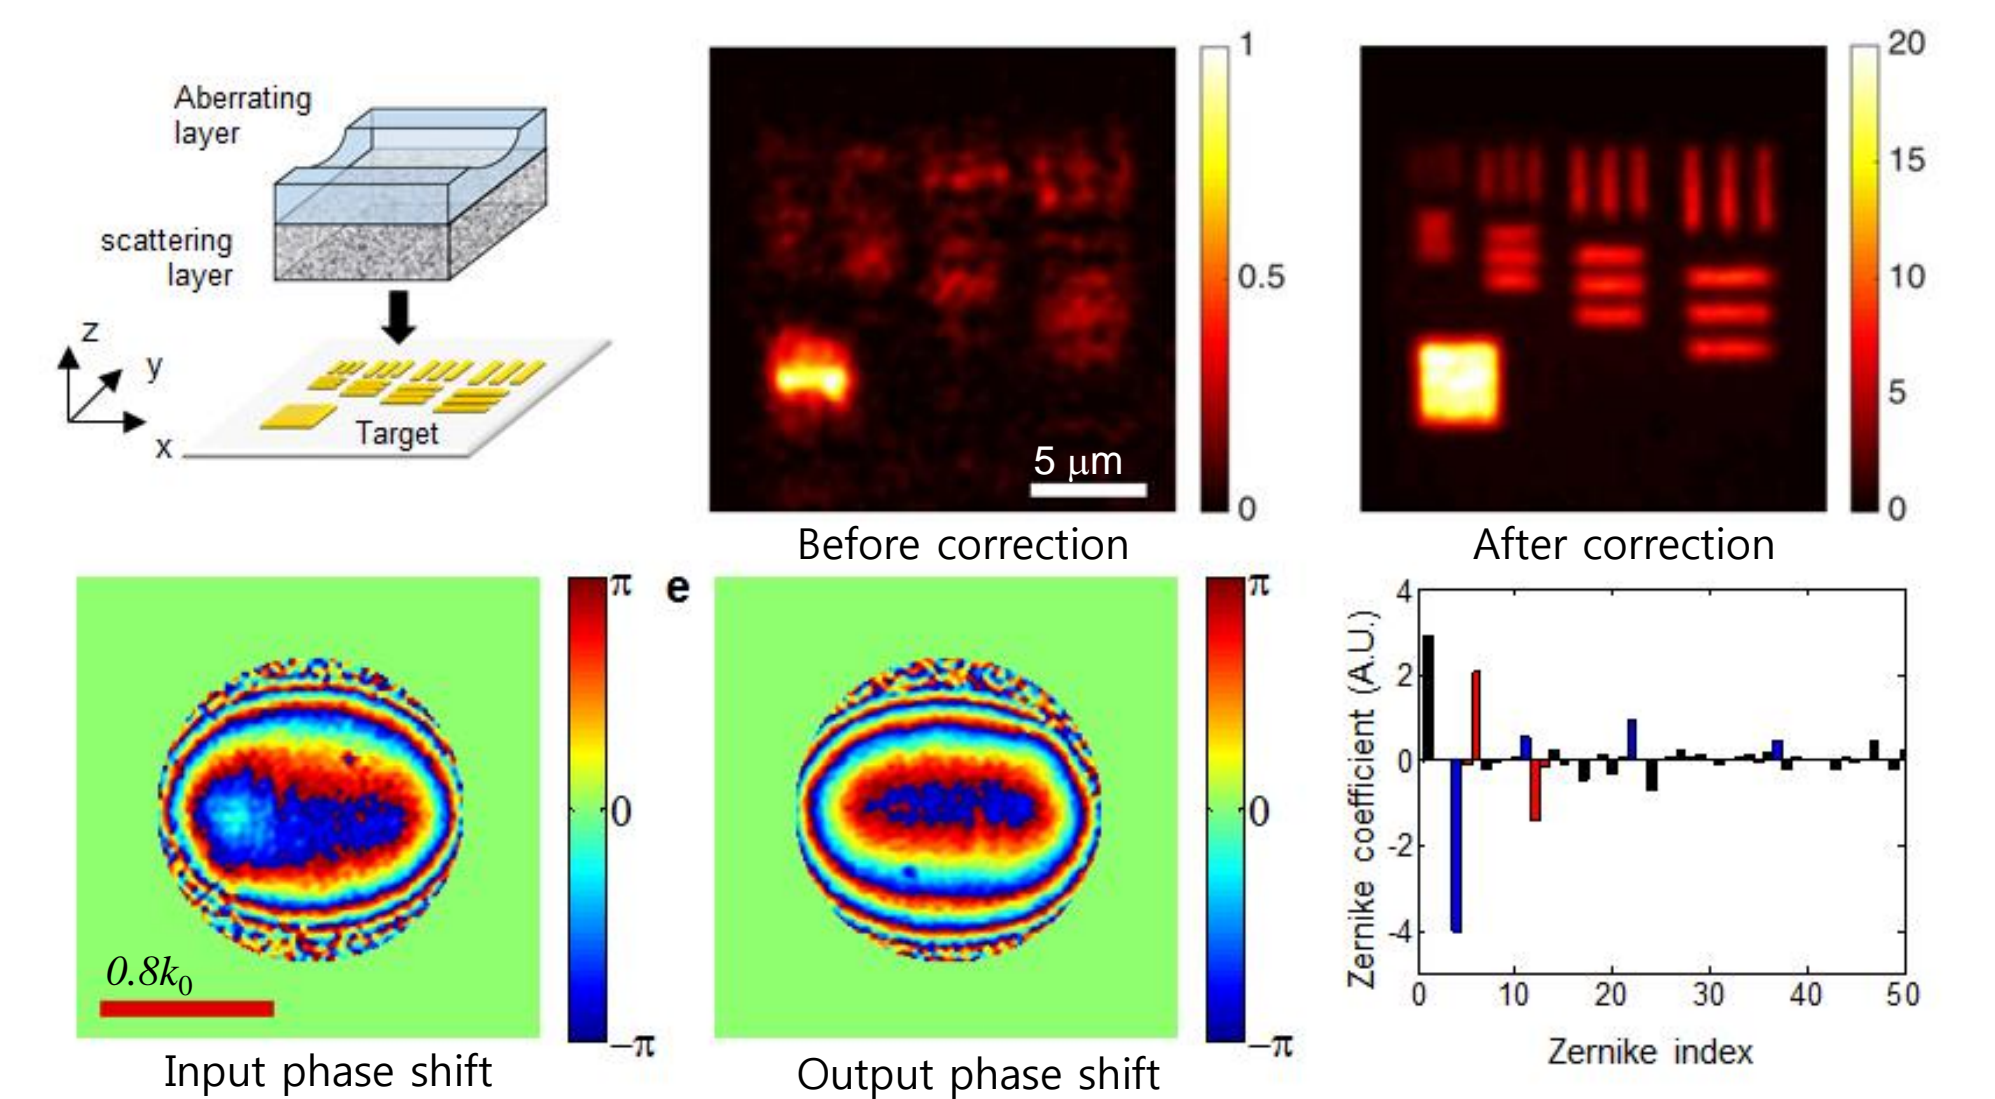 Aberrating
layer
scattering
layer
z
y
x
Target
1
0.5
0
5 μm
Before correction
20
15
10
5
0
After correction
π
0
−π
0.8k₀
Input phase shift
e
π
0
−π
Output phase shift
Zernike coefficient (A.U.)
4
2
0
-2
-4
0 10 20 30 40 50
Zernike index